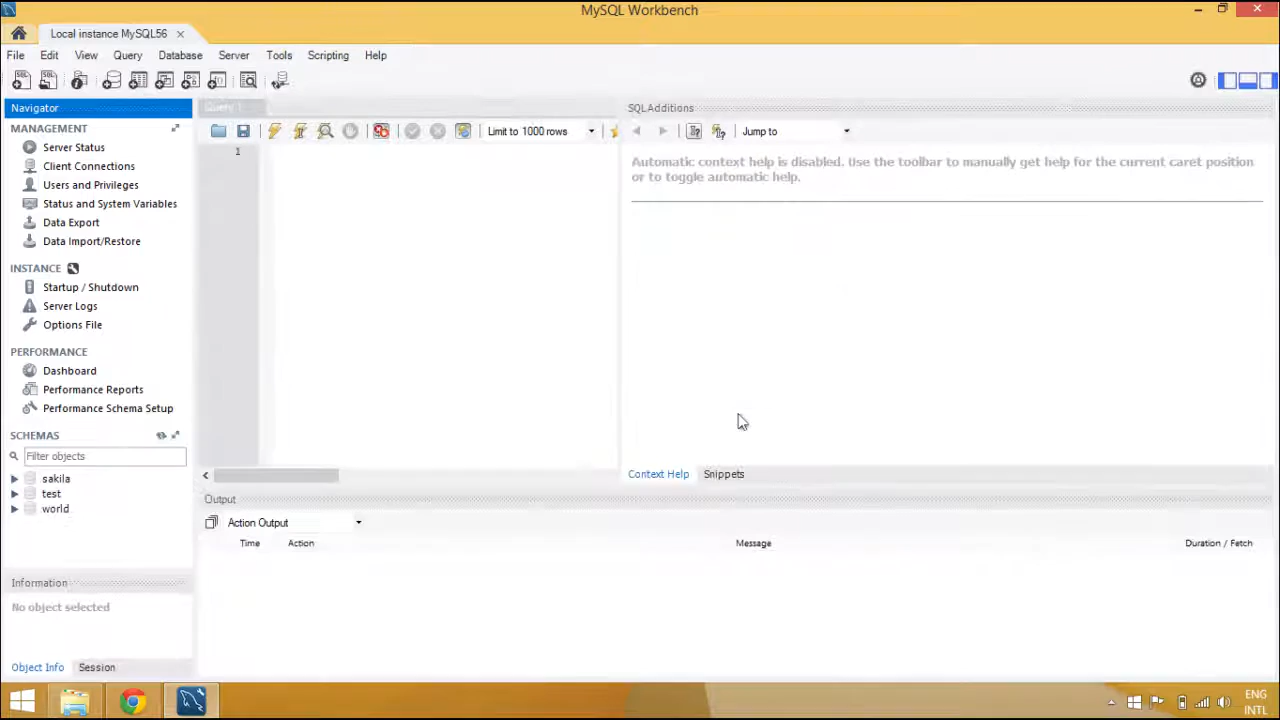 MySQL Workbench
Local instance MySQL56
File Edit View Query Database Server Tools Scripting Help
Navigator
MANAGEMENT
Server Status
Client Connections
Users and Privileges
Status and System Variables
Data Export
Data Import/Restore
INSTANCE
Startup / Shutdown
Server Logs
Options File
PERFORMANCE
Dashboard
Performance Reports
Performance Schema Setup
SCHEMAS
Filter objects
sakila
test
world
Information
No object selected
Object Info Session
Query 1
Limit to 1000 rows
1
SQLAdditions
Jump to
Automatic context help is disabled. Use the toolbar to manually get help for the current caret position
or to toggle automatic help.
Context Help Snippets
Output
Action Output
Time Action Message Duration / Fetch
ENG
INTL